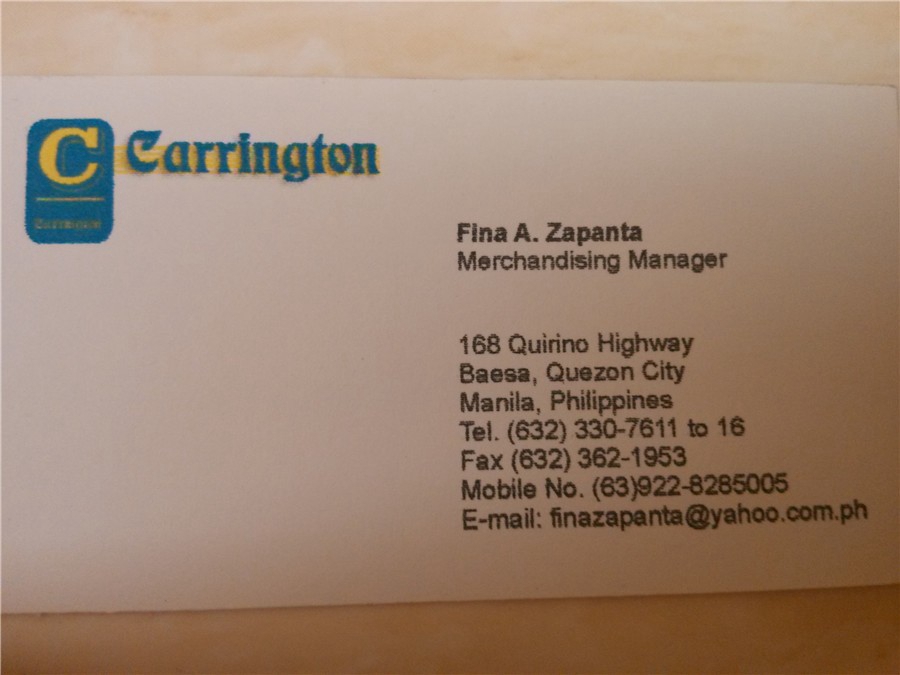 C
Carrington
Fina A. Zapanta
Merchandising Manager
168 Quirino Highway
Baesa, Quezon City
Manila, Philippines
Tel. (632) 330-7611 to 16
Fax (632) 362-1953
Mobile No. (63)922-8285005
E-mail: finazapanta@yahoo.com.ph